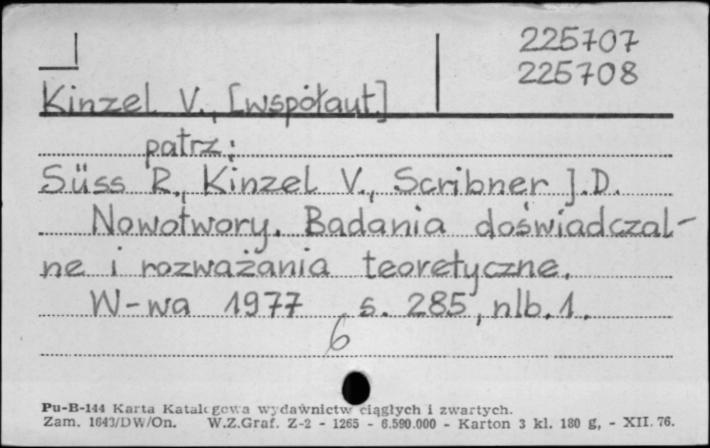 225707
225708
Kinzel V., [współaut.]
patrz:
Süss R., Kinzel V., Scribner J.D.
Nowotwory. Badania doświadczal-
ne i rozważania teoretyczne.
W-wa 1977 s. 285, nlb. 1.
6
Pu-B-144 Karta Katalogowa wydawnictw ciągłych i zwartych.
Zam. 1643/DW/On. W.Z.Graf. Z-2 - 1265 - 6.590.000 - Karton 3 kl. 180 g, - XII. 76.